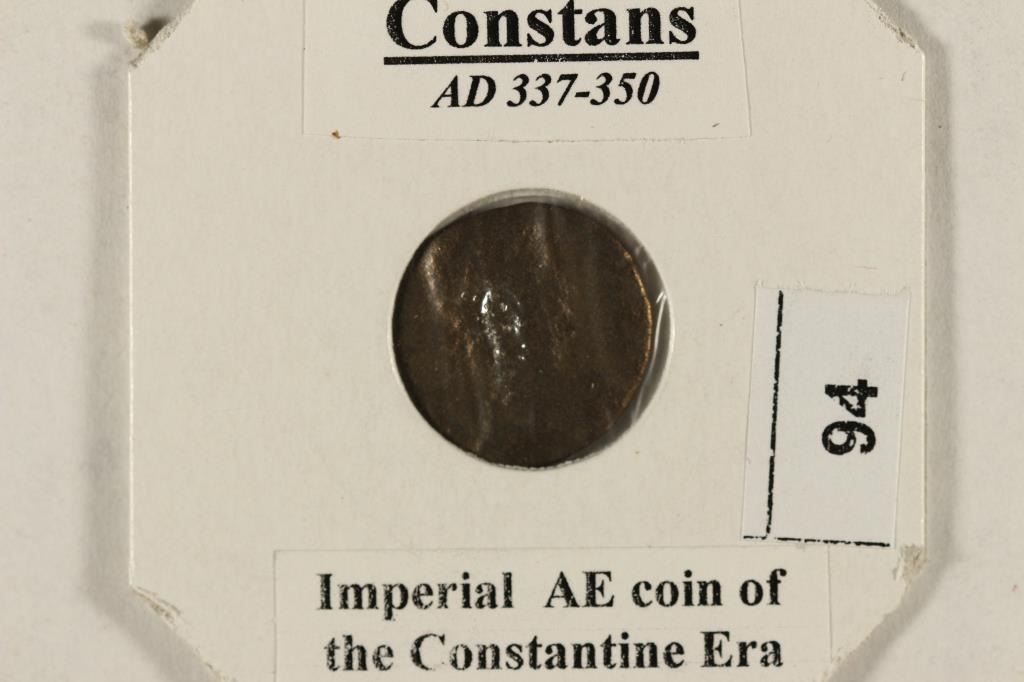 Constans
AD 337-350
94
Imperial AE coin of
the Constantine Era